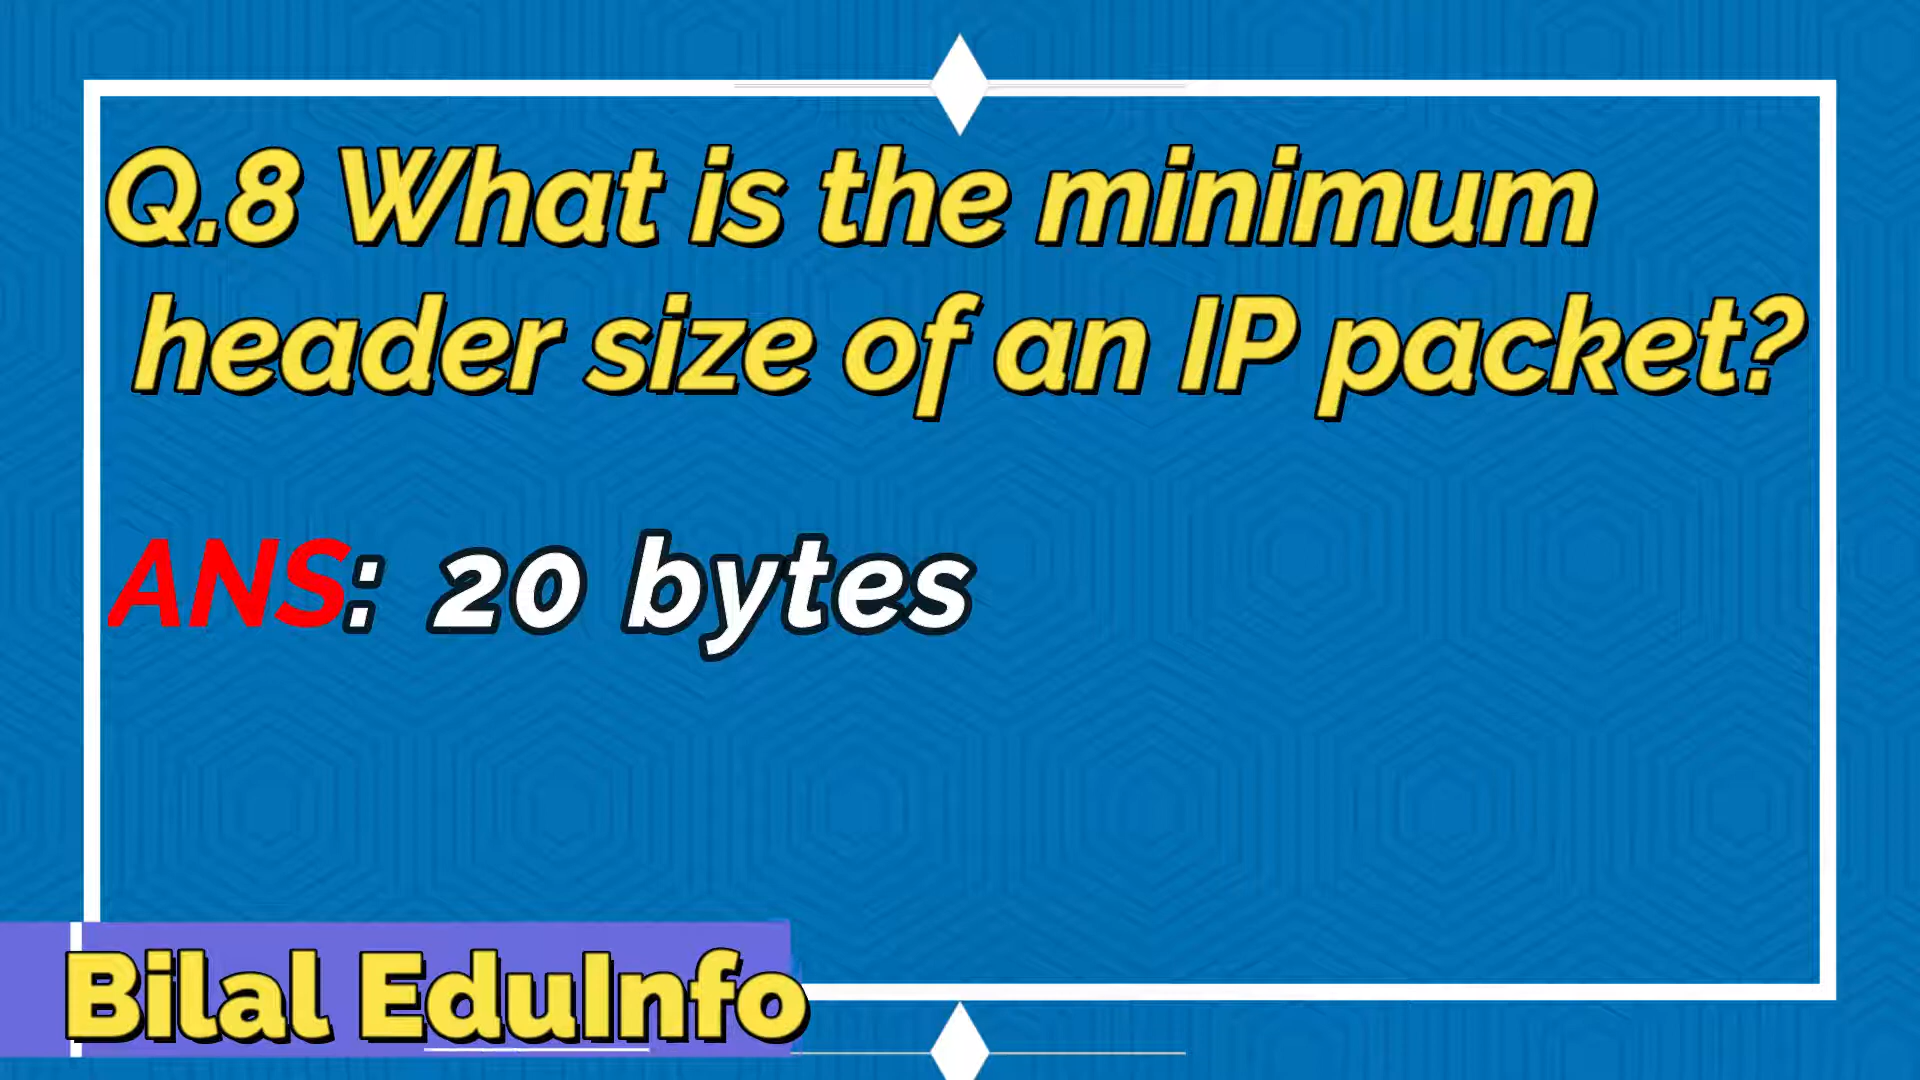 Q.8 What is the minimum
header size of an IP packet?
ANS: 20 bytes
Bilal EduInfo